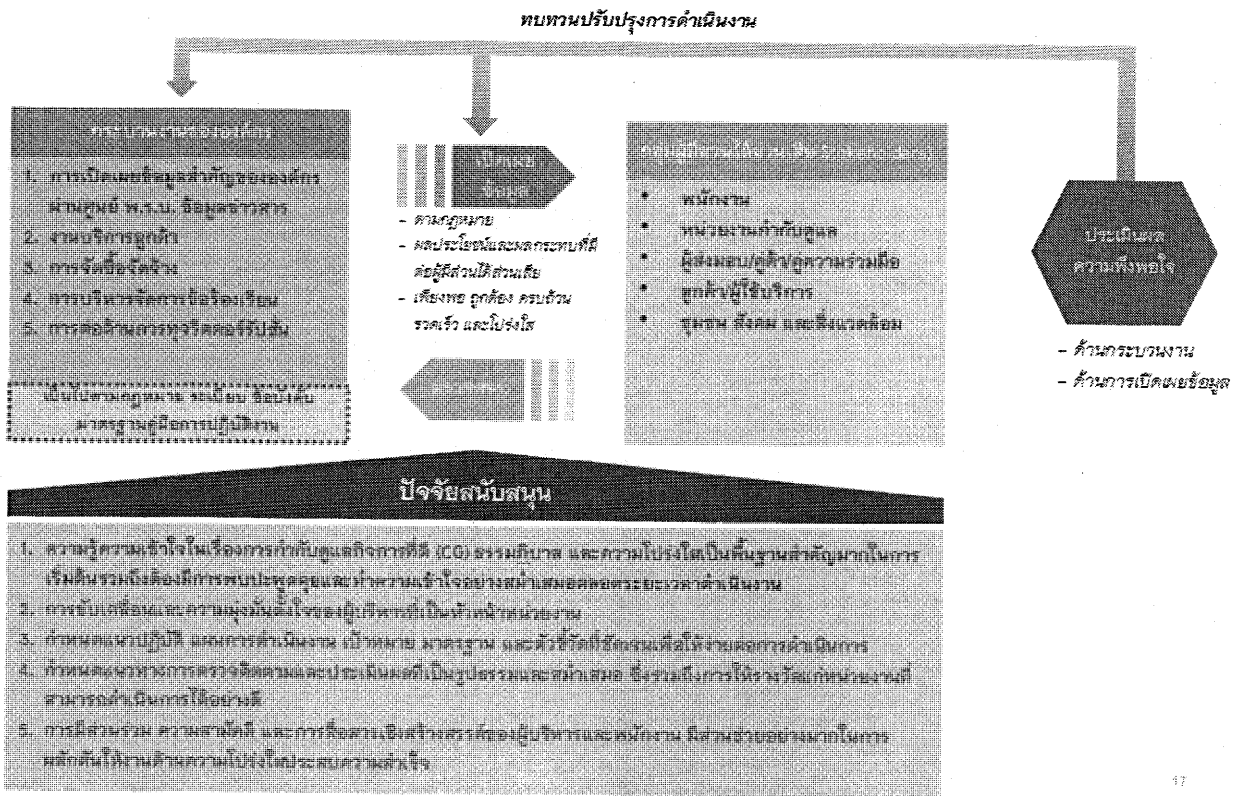 ทบทวนปรับปรุงการดำเนินงาน
กระบวนงานขององค์กร
1. การเปิดเผยข้อมูลสำคัญขององค์กร
ผ่านศูนย์ พ.ร.บ. ข้อมูลข่าวสาร
2. งานบริการลูกค้า
3. การจัดซื้อจัดจ้าง
4. การบริหารจัดการข้อร้องเรียน
5. การต่อต้านการทุจริตคอร์รัปชั่น
เป็นไปตามกฎหมาย ระเบียบ ข้อบังคับ
มาตรฐานคู่มือการปฏิบัติงาน
เปิดเผย
ข้อมูล
- ตามกฎหมาย
- ผลประโยชน์และผลกระทบที่มี
ต่อผู้มีส่วนได้ส่วนเสีย
- เพียงพอ ถูกต้อง ครบถ้วน
รวดเร็ว และโปร่งใส
• พนักงาน
• หน่วยงานกำกับดูแล
• ผู้ส่งมอบ/คู่ค้า/คู่ความร่วมมือ
• ลูกค้า/ผู้ใช้บริการ
• ชุมชน สังคม และสิ่งแวดล้อม
ประเมินผล
ความพึงพอใจ
- ด้านกระบวนงาน
- ด้านการเปิดเผยข้อมูล
ปัจจัยสนับสนุน
1. ความรู้ความเข้าใจในเรื่องการกำกับดูแลกิจการที่ดี (CG) ธรรมาภิบาล และความโปร่งใสเป็นพื้นฐานสำคัญมากในการ
เริ่มต้นรวมถึงต้องมีการพบปะพูดคุยและทำความเข้าใจอย่างสม่ำเสมอตลอดระยะเวลาดำเนินงาน
2. การขับเคลื่อนและความมุ่งมั่นตั้งใจของผู้บริหารที่เป็นหัวหน้าหน่วยงาน
3. กำหนดแนวปฏิบัติ แผนการดำเนินงาน เป้าหมาย มาตรฐาน และตัวชี้วัดที่ชัดเจนเพื่อให้ง่ายต่อการดำเนินการ
4. กำหนดแนวทางการตรวจติดตามและประเมินผลที่เป็นรูปธรรมและสม่ำเสมอ ซึ่งรวมถึงการให้รางวัลแก่หน่วยงานที่
สามารถดำเนินการได้อย่างดี
5. การมีส่วนร่วม ความสามัคคี และการสื่อสารเชิงสร้างสรรค์ของผู้บริหารและพนักงาน มีส่วนช่วยอย่างมากในการ
ผลักดันให้งานด้านความโปร่งใสประสบความสำเร็จ
17